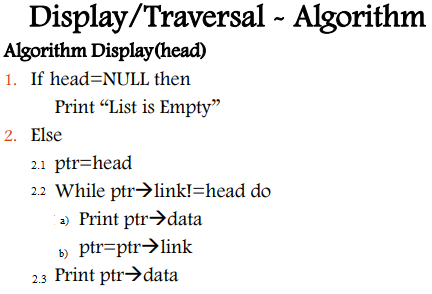 Display/Traversal ~ Algorithm
Algorithm Display(head)
1. If head=NULL then
Print “List is Empty”
2. Else
2.1 ptr=head
2.2 While ptr→link!=head do
a) Print ptr→data
b) ptr=ptr→link
2.3 Print ptr→data